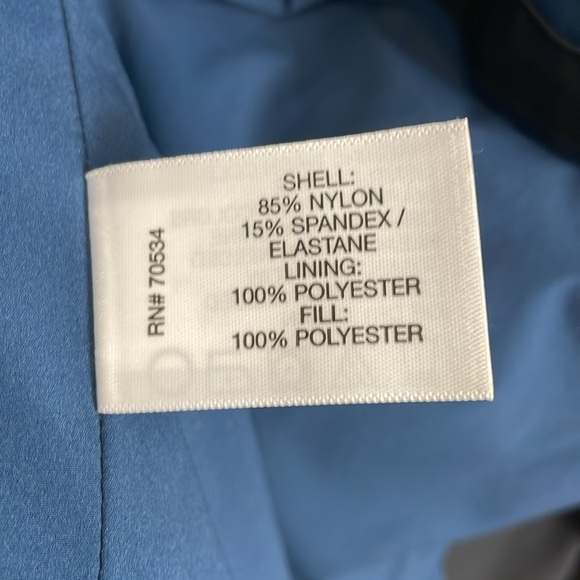 SHELL:
85% NYLON
15% SPANDEX /
ELASTANE
LINING:
100% POLYESTER
FILL:
100% POLYESTER
RN# 70534